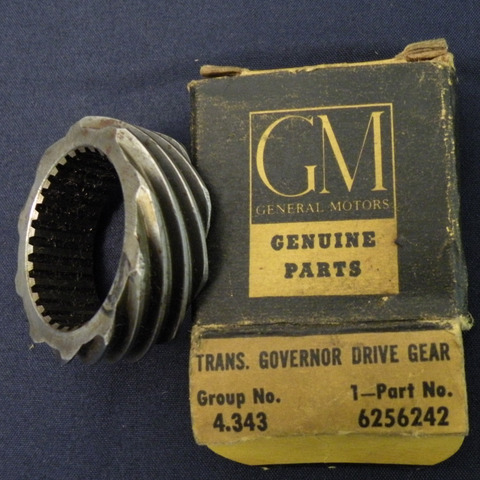 GM
GENERAL MOTORS
GENUINE
PARTS
TRANS. GOVERNOR DRIVE GEAR
Group No. 1-Part No.
4.343 6256242